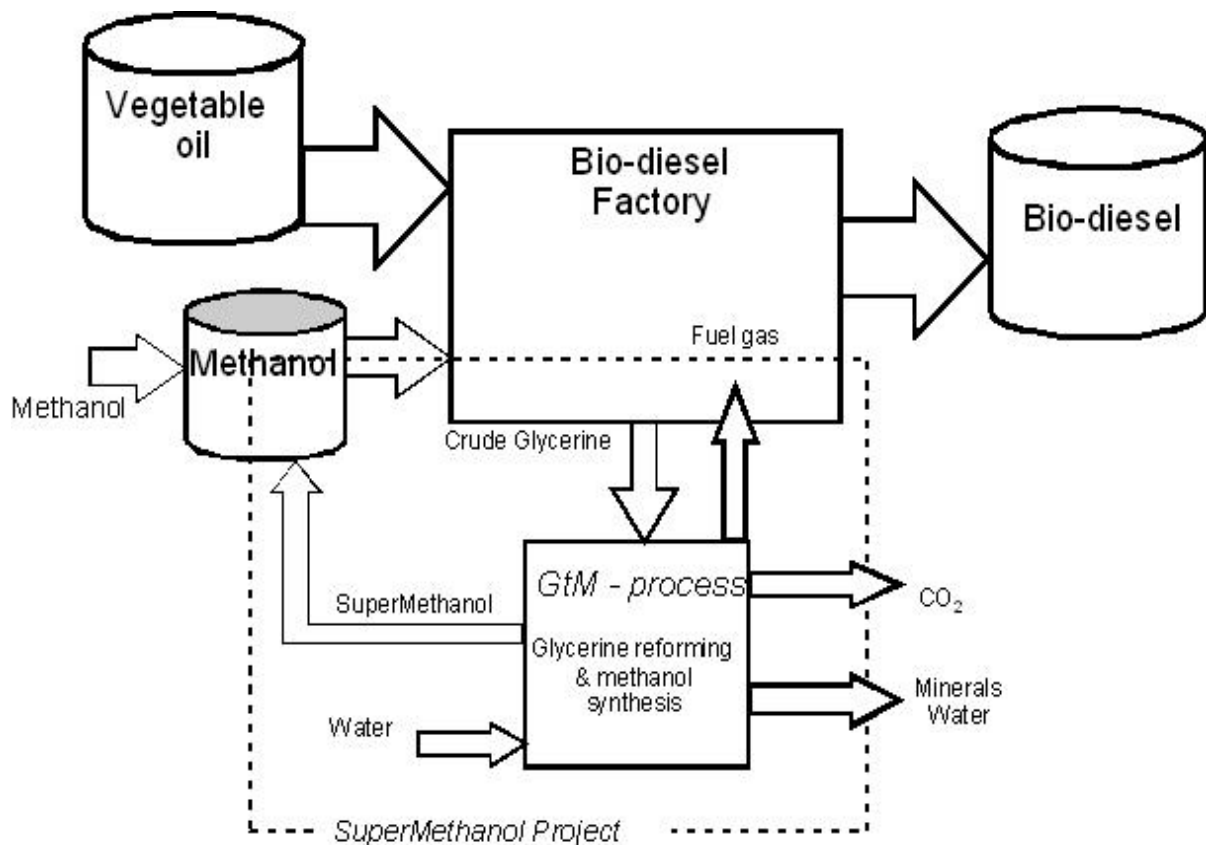 Vegetable
oil
Bio-diesel
Factory
Bio-diesel
Fuel gas
Methanol
Methanol
Crude Glycerine
GtM - process
Glycerine reforming
& methanol
synthesis
SuperMethanol
CO₂
Minerals
Water
Water
SuperMethanol Project